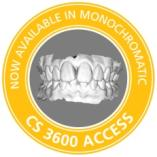 NOW AVAILABLE IN MONOCHROMATIC
CS 3600 ACCESS